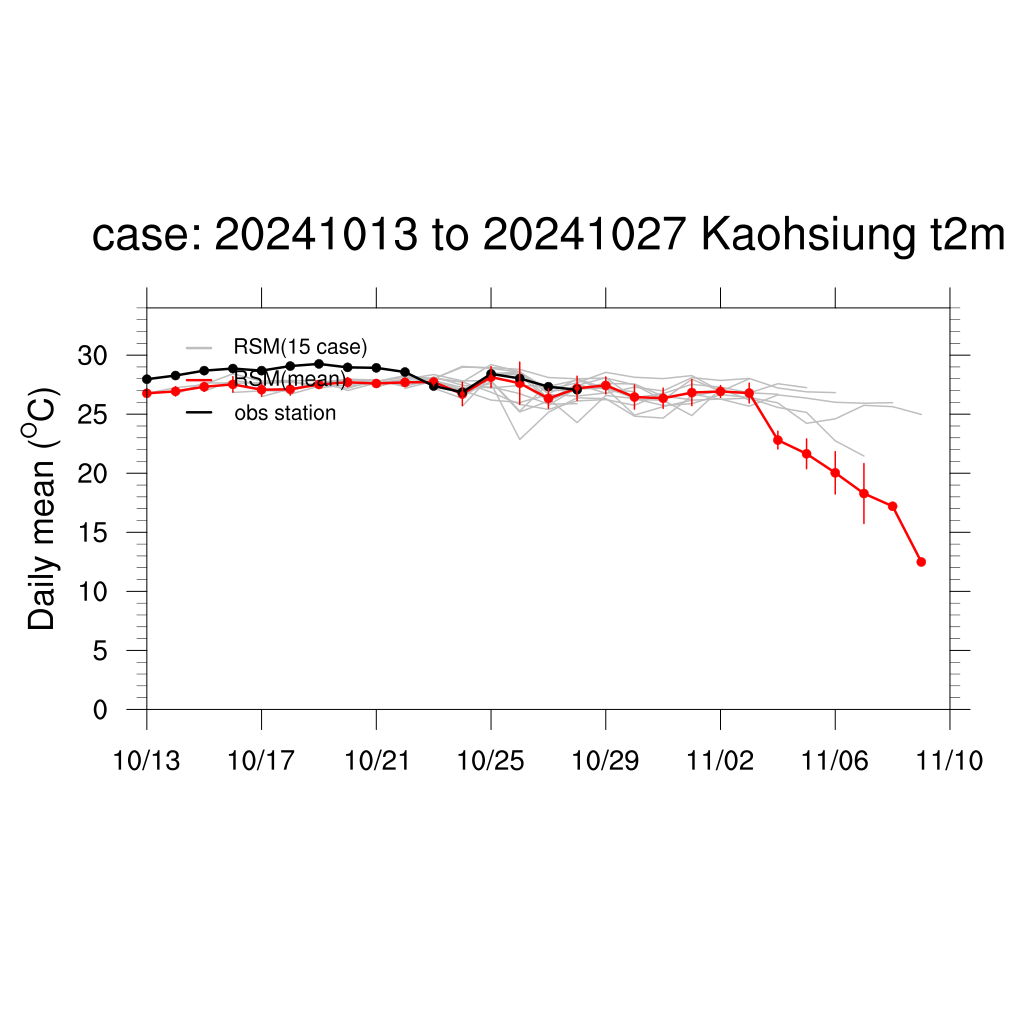 case: 20241013 to 20241027 Kaohsiung t2m
RSM(15 case)
RSM(mean)
obs station
Daily mean (°C)
30
25
20
15
10
5
0
10/13 10/17 10/21 10/25 10/29 11/02 11/06 11/10